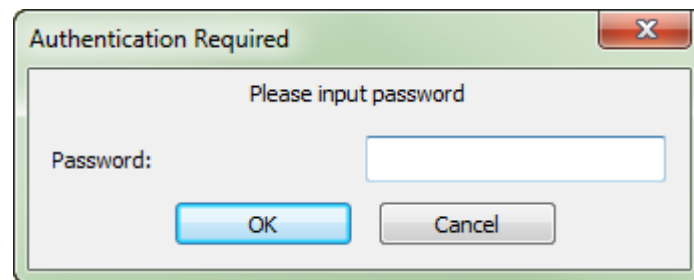 Authentication Required
Please input password
Password:
OK Cancel